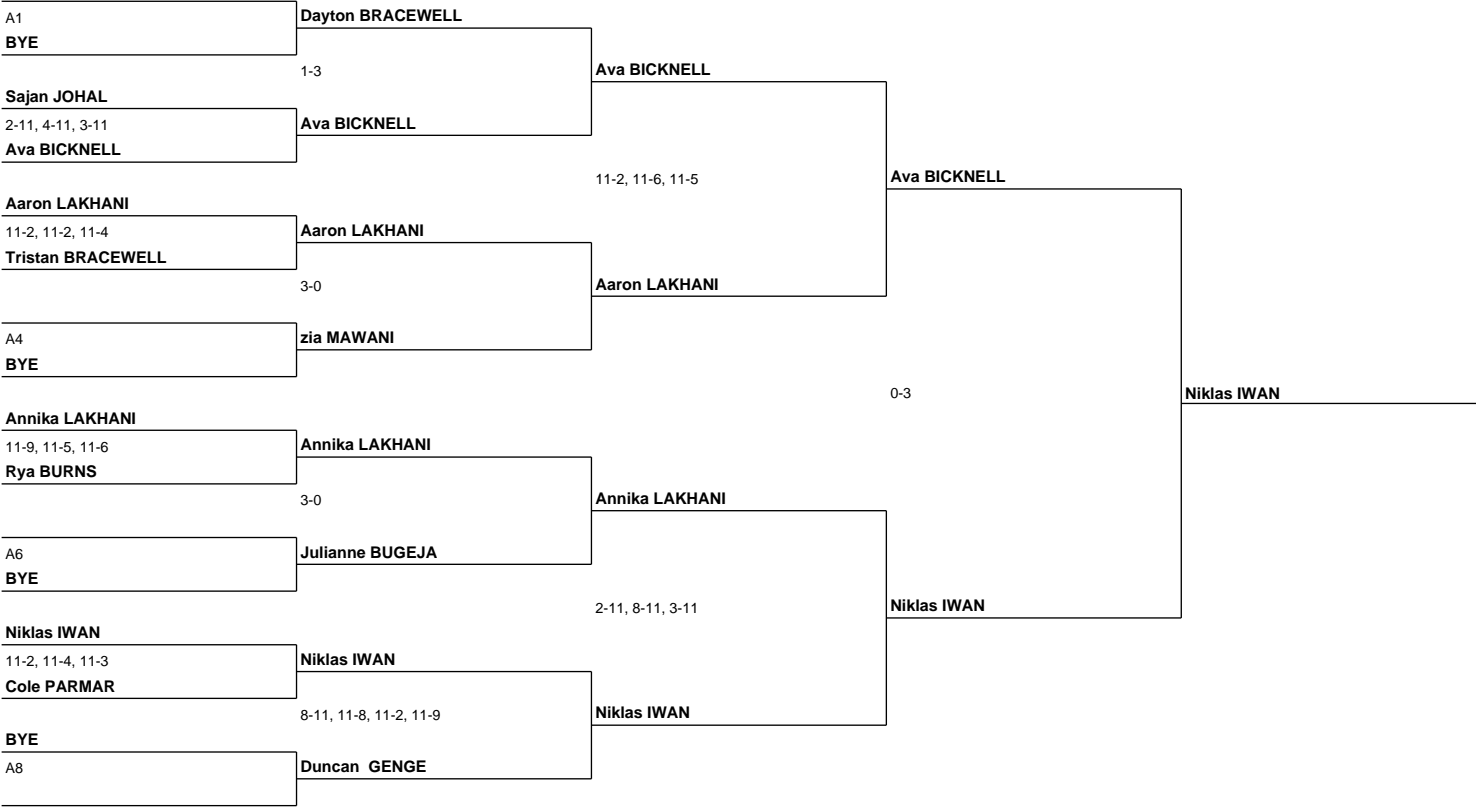 A1
BYE
Sajan JOHAL
2-11, 4-11, 3-11
Ava BICKNELL
Aaron LAKHANI
11-2, 11-2, 11-4
Tristan BRACEWELL
A4
BYE
Annika LAKHANI
11-9, 11-5, 11-6
Rya BURNS
A6
BYE
Niklas IWAN
11-2, 11-4, 11-3
Cole PARMAR
BYE
A8
Dayton BRACEWELL
1-3
Ava BICKNELL
Aaron LAKHANI
3-0
zia MAWANI
Annika LAKHANI
3-0
Julianne BUGEJA
Niklas IWAN
8-11, 11-8, 11-2, 11-9
Duncan  GENGE
Ava BICKNELL
11-2, 11-6, 11-5
Aaron LAKHANI
Annika LAKHANI
2-11, 8-11, 3-11
Niklas IWAN
Ava BICKNELL
0-3
Niklas IWAN
Niklas IWAN